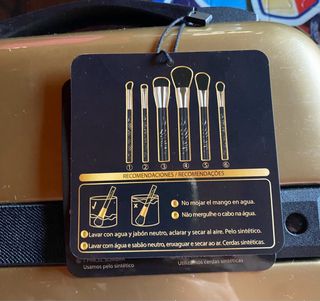 ① ② ③ ④ ⑤ ⑥
RECOMENDACIONES / RECOMENDAÇÕES
No mojar el mango en agua.
Não mergulhe o cabo na água.
Lavar con agua y jabón neutro, aclarar y secar al aire. Pelo sintético.
Lavar com água e sabão neutro, enxaguar e secar ao ar. Cerdas sintéticas.
Usamos pelo sintético
Utilizamos cerdas sintéticas